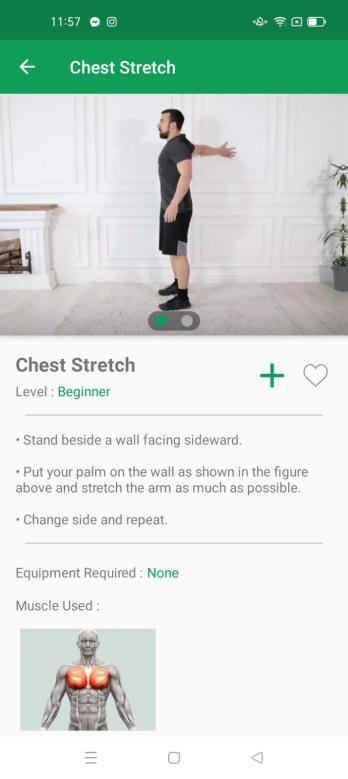 11:57
Chest Stretch
Chest Stretch
Level : Beginner
• Stand beside a wall facing sideward.
• Put your palm on the wall as shown in the figure
above and stretch the arm as much as possible.
• Change side and repeat.
Equipment Required : None
Muscle Used :